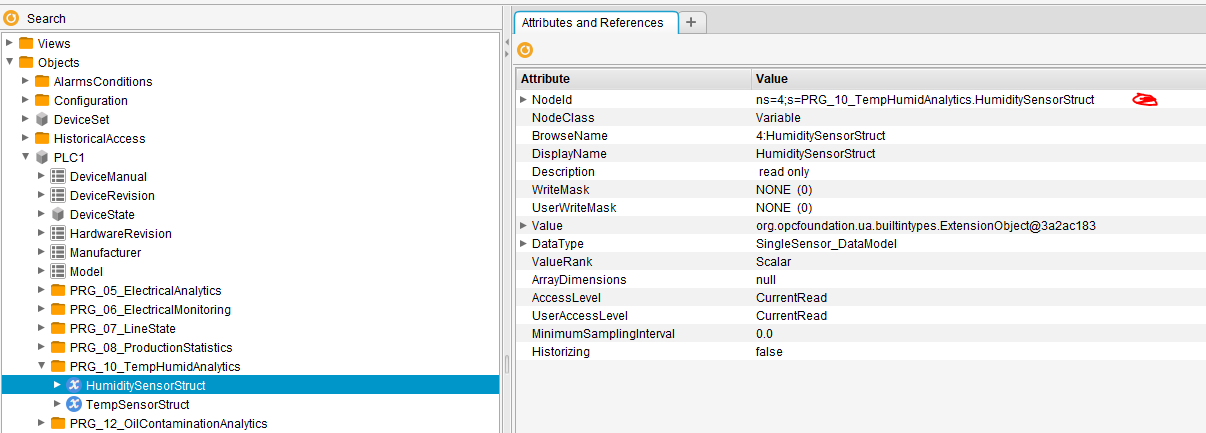 Search
Views
Objects
AlarmsConditions
Configuration
DeviceSet
HistoricalAccess
PLC1
DeviceManual
DeviceRevision
DeviceState
HardwareRevision
Manufacturer
Model
PRG_05_ElectricalAnalytics
PRG_06_ElectricalMonitoring
PRG_07_LineState
PRG_08_ProductionStatistics
PRG_10_TempHumidAnalytics
HumiditySensorStruct
TempSensorStruct
PRG_12_OilContaminationAnalytics
Attributes and References +
Attribute Value
NodeId ns=4;s=PRG_10_TempHumidAnalytics.HumiditySensorStruct
NodeClass Variable
BrowseName 4:HumiditySensorStruct
DisplayName HumiditySensorStruct
Description read only
WriteMask NONE (0)
UserWriteMask NONE (0)
Value org.opcfoundation.ua.builtintypes.ExtensionObject@3a2ac183
DataType SingleSensor_DataModel
ValueRank Scalar
ArrayDimensions null
AccessLevel CurrentRead
UserAccessLevel CurrentRead
MinimumSamplingInterval 0.0
Historizing false